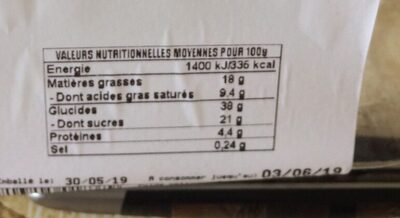 VALEURS NUTRITIONNELLES MOYENNES POUR 100g
Energie 1400 kJ/336 kcal
Matières grasses 18 g
- Dont acides gras saturés 9,4 g
Glucides 38 g
- Dont sucres 21 g
Protéines 4,4 g
Sel 0,24 g
Emballé le: 30/05/19 A consommer jusqu'au: 03/06/19